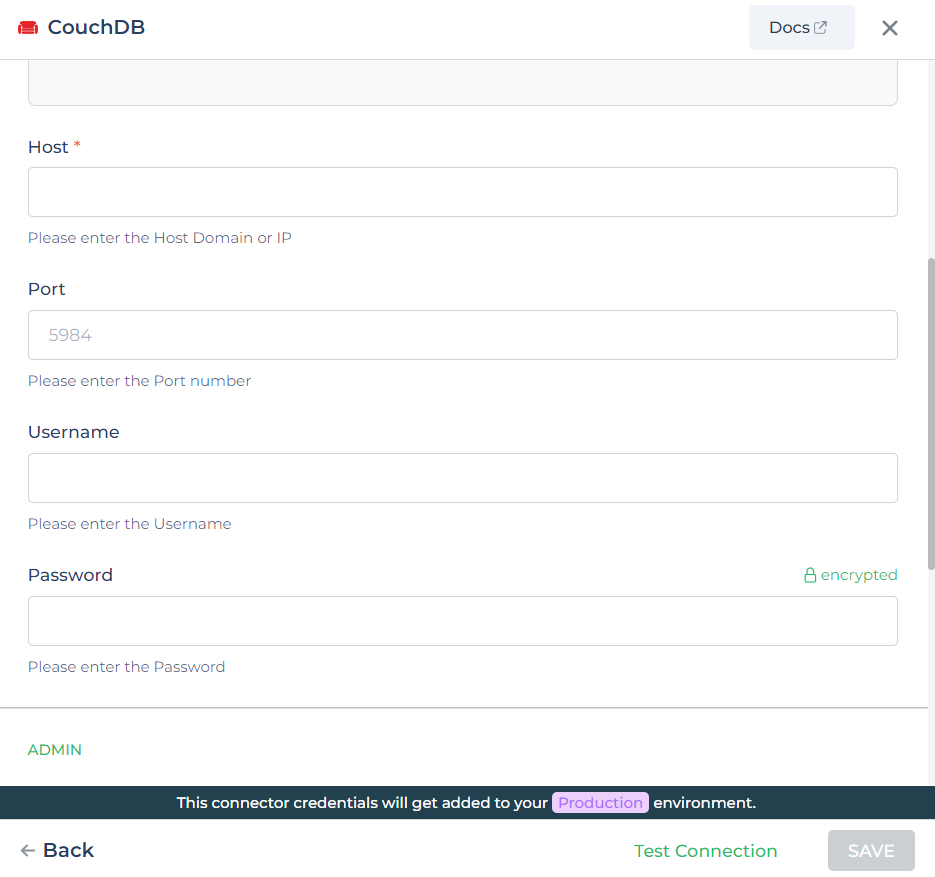 CouchDB
Docs
Host *
Please enter the Host Domain or IP
Port
5984
Please enter the Port number
Username
Please enter the Username
Password
encrypted
Please enter the Password
ADMIN
This connector credentials will get added to your Production environment.
Back
Test Connection
SAVE